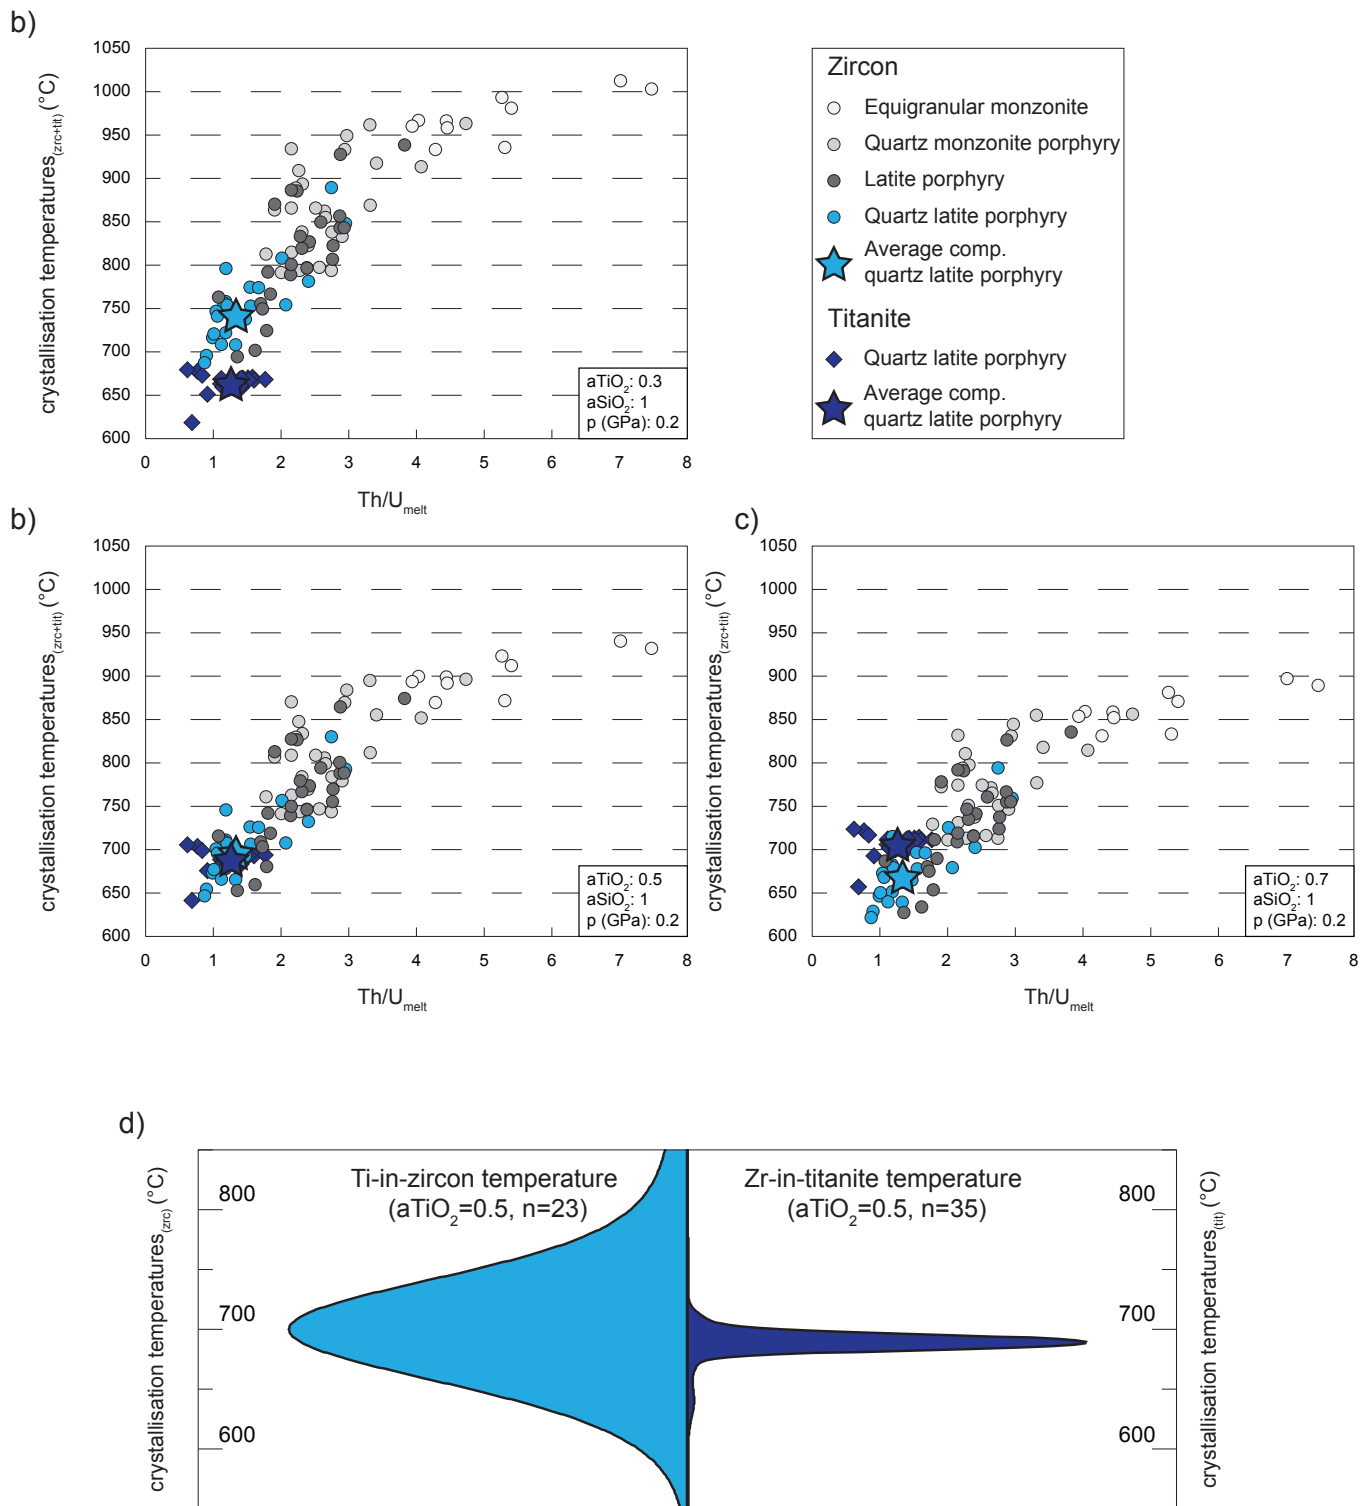 b)
1050
1000
950
900
850
800
750
700
650
600
crystallisation temperatures(zrc+tit) (°C)
aTiO2: 0.3
aSiO2: 1
p (GPa): 0.2
0 1 2 3 4 5 6 7 8
Th/Umelt
Zircon
Equigranular monzonite
Quartz monzonite porphyry
Latite porphyry
Quartz latite porphyry
Average comp.
quartz latite porphyry
Titanite
Quartz latite porphyry
Average comp.
quartz latite porphyry
b)
1050
1000
950
900
850
800
750
700
650
600
crystallisation temperatures(zrc+tit) (°C)
aTiO2: 0.5
aSiO2: 1
p (GPa): 0.2
0 1 2 3 4 5 6 7 8
Th/Umelt
c)
1050
1000
950
900
850
800
750
700
650
600
crystallisation temperatures(zrc+tit) (°C)
aTiO2: 0.7
aSiO2: 1
p (GPa): 0.2
0 1 2 3 4 5 6 7 8
Th/Umelt
d)
crystallisation temperatures(zrc) (°C)
800
700
600
Ti-in-zircon temperature
(aTiO2=0.5, n=23)
Zr-in-titanite temperature
(aTiO2=0.5, n=35)
800
700
600
crystallisation temperatures(tit) (°C)